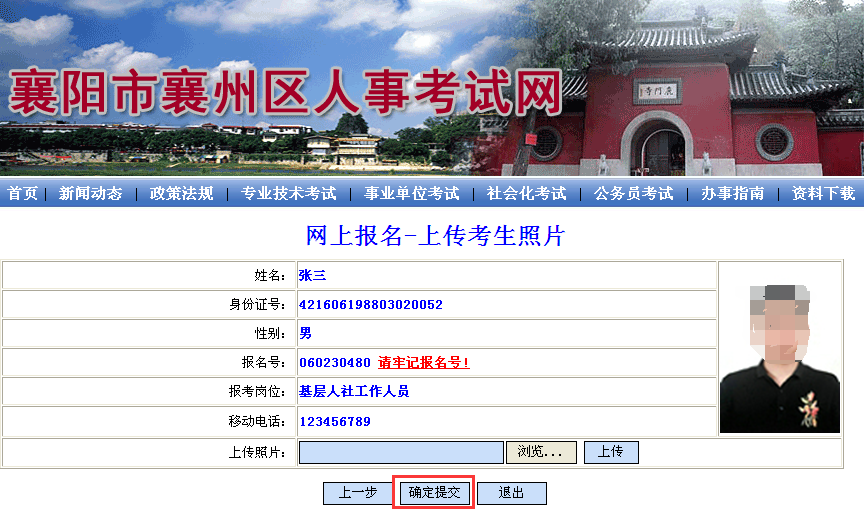 襄阳市襄州区人事考试网
鹿門寺
首页 | 新闻动态 | 政策法规 | 专业技术考试 | 事业单位考试 | 社会化考试 | 公务员考试 | 办事指南 | 资料下载
网上报名-上传考生照片
姓名： 张三
身份证号： 421606198803020052
性别： 男
报名号： 060230480 请牢记报名号!
报考岗位： 基层人社工作人员
移动电话： 123456789
上传照片： 浏览... 上传
上一步 确定提交 退出